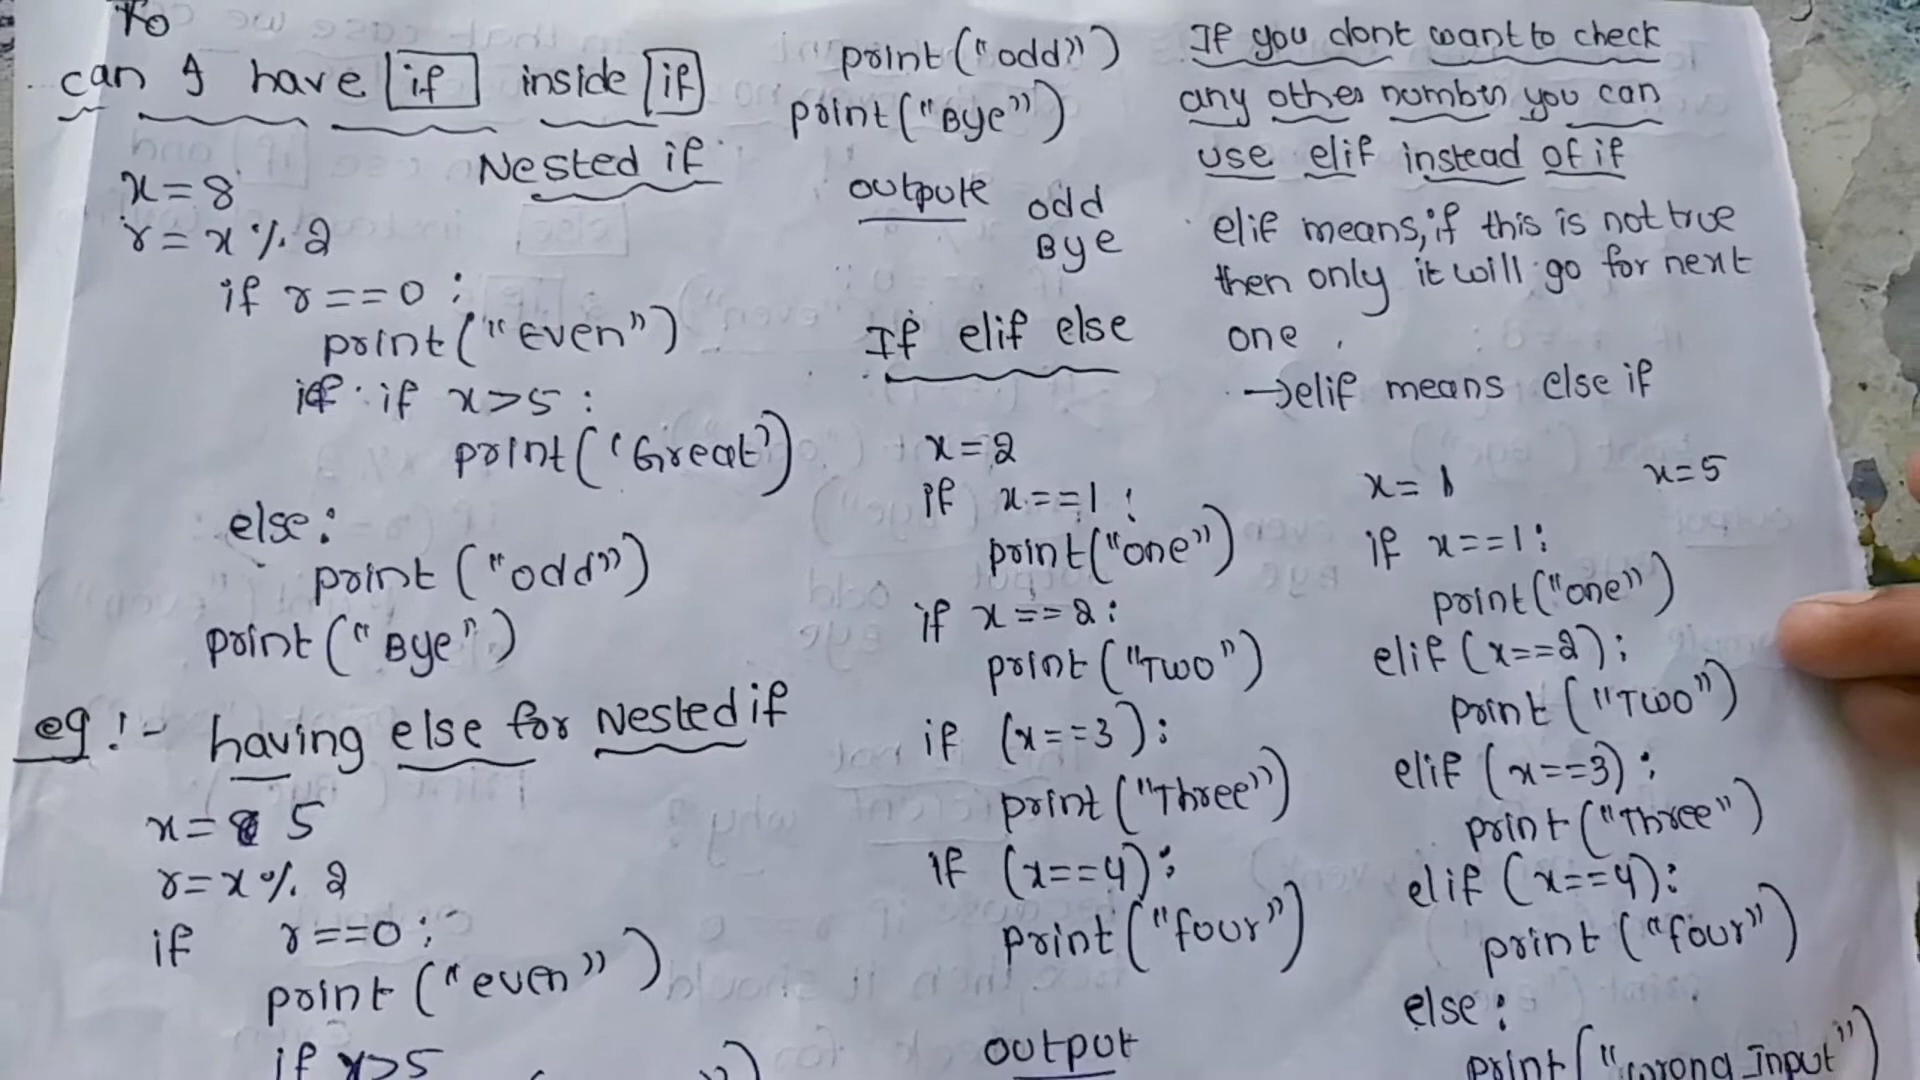 To
can I have if inside if
Nested if
x=8
r=x%2
if r==0:
print("Even")
if x>5:
print("Great")
else:
print("odd")
print("Bye")
eg:- having else for Nested if
x= 5
r=x%2
if r==0:
print("even")
if x>5
print("odd")
print("Bye")
output odd
Bye
If elif else
x=2
if x==1:
print("one")
if x==2:
print("Two")
if (x==3):
print("Three")
if (x==4):
print("four")
output
If you dont want to check
any other numbers you can
use elif instead of if
elif means, if this is not true
then only it will go for next
one.
→elif means else if
x=1 x=5
if x==1:
print("one")
elif (x==2):
print("Two")
elif (x==3):
print("Three")
elif (x==4):
print("four")
else:
print("wrong Input")